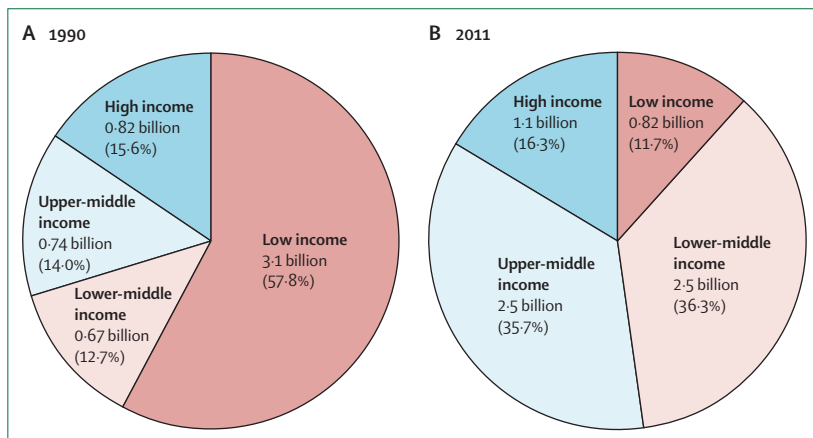 A 1990
High income
0·82 billion
(15·6%)
Upper-middle
income
0·74 billion
(14·0%)
Lower-middle
income
0·67 billion
(12·7%)
Low income
3·1 billion
(57·8%)
B 2011
High income
1·1 billion
(16·3%)
Low income
0·82 billion
(11·7%)
Upper-middle
income
2·5 billion
(35·7%)
Lower-middle
income
2·5 billion
(36·3%)